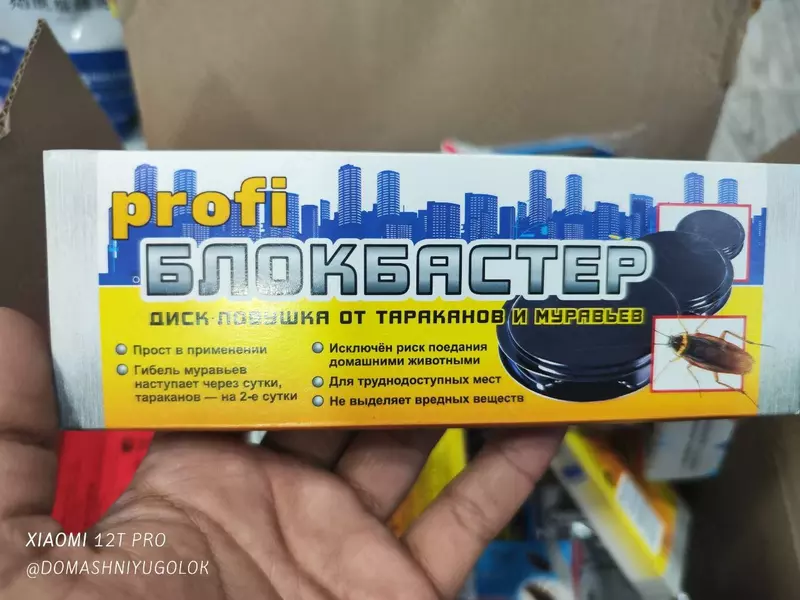 profi
БЛОКБАСТЕР
ДИСК-ЛОВУШКА ОТ ТАРАКАНОВ И МУРАВЬЕВ
Прост в применении
Гибель муравьев
наступает через сутки,
тараканов — на 2-е сутки
Исключён риск поедания
домашними животными
Для труднодоступных мест
Не выделяет вредных веществ
XIAOMI 12T PRO
@DOMASHNIYUGOLOK